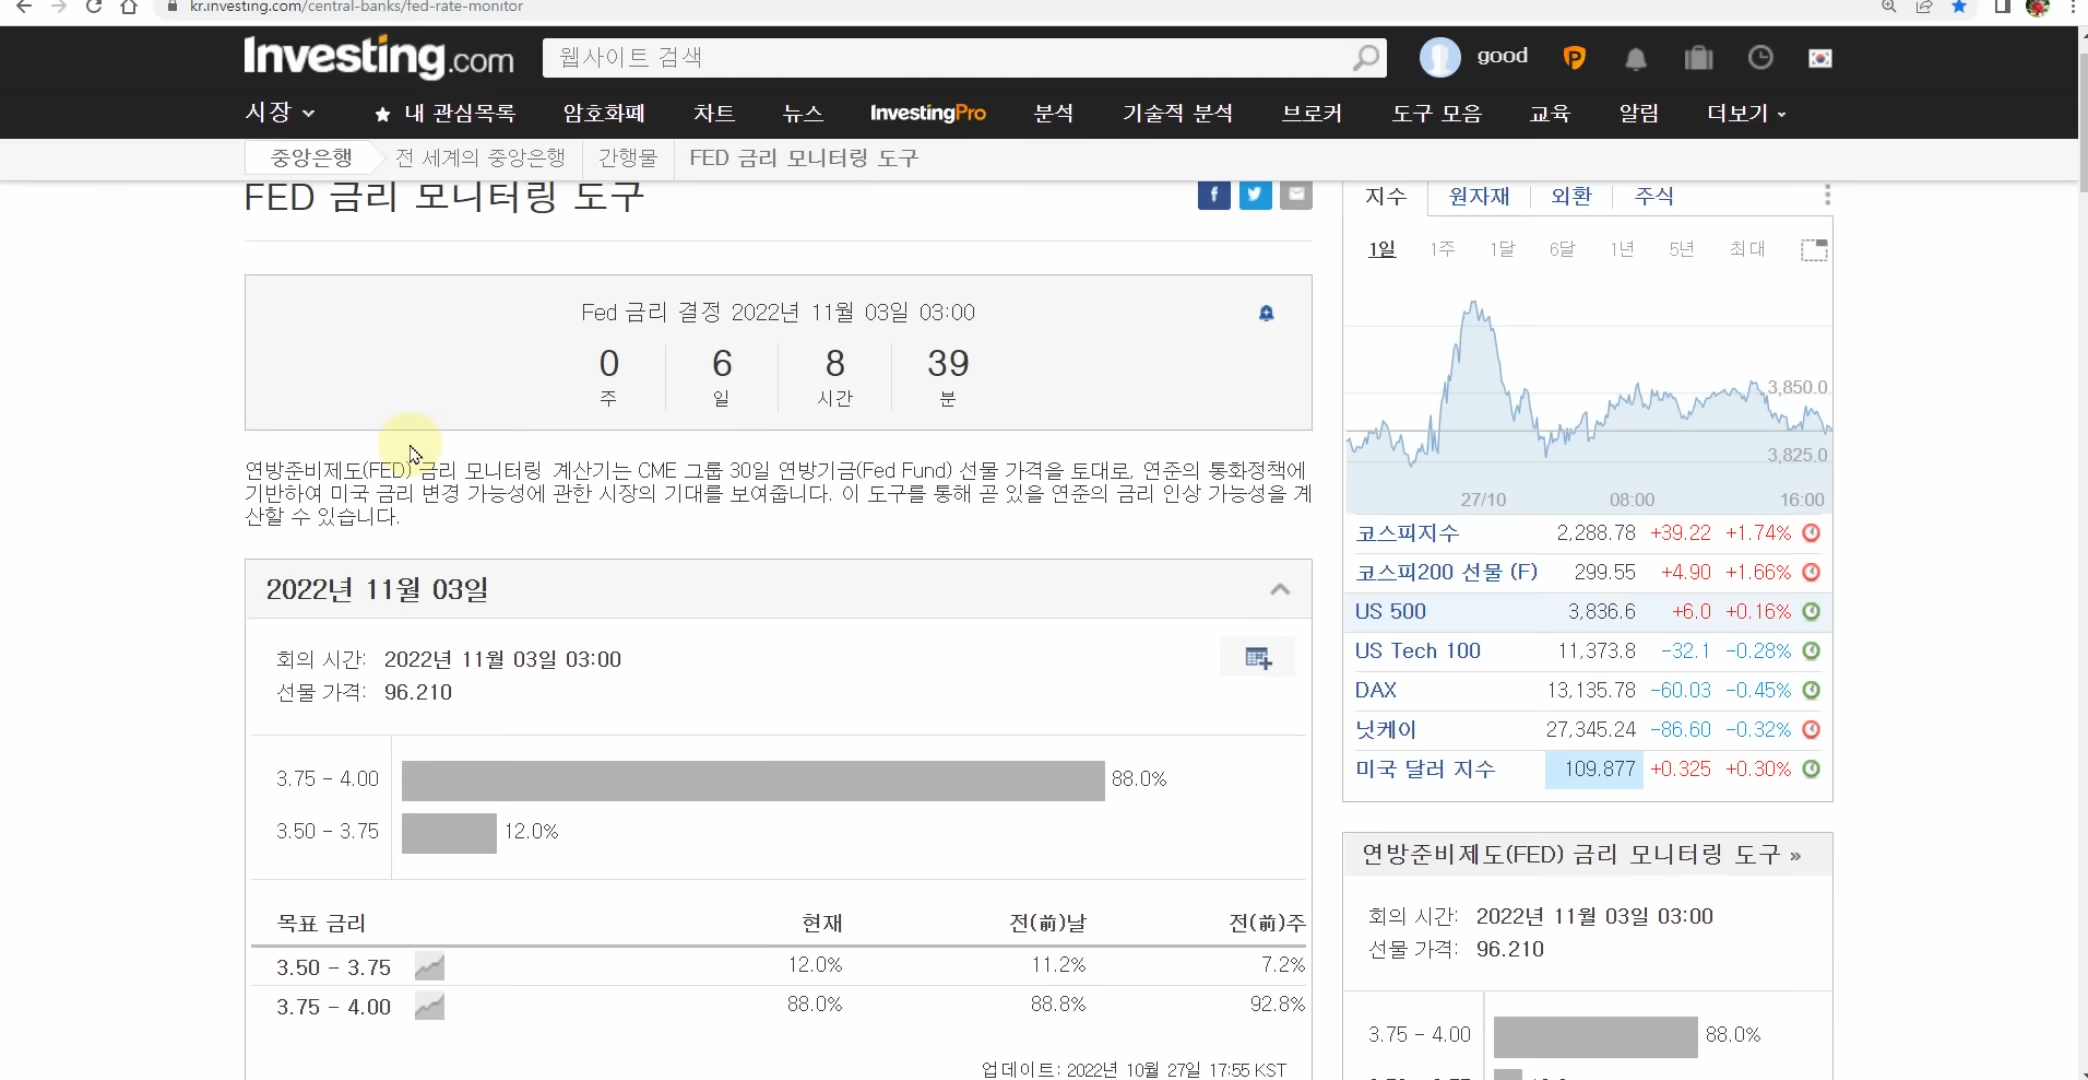 kr.investing.com/central-banks/fed-rate-monitor
Investing.com
웹사이트 검색
good
시장
내 관심목록
암호화폐
차트
뉴스
InvestingPro
분석
기술적 분석
브로커
도구 모음
교육
알림
더보기
중앙은행
전 세계의 중앙은행
간행물
FED 금리 모니터링 도구
FED 금리 모니터링 도구
Fed 금리 결정 2022년 11월 03일 03:00
0 6 8 39
주 일 시간 분
연방준비제도(FED) 금리 모니터링 계산기는 CME 그룹 30일 연방기금(Fed Fund) 선물 가격을 토대로, 연준의 통화정책에
기반하여 미국 금리 변경 가능성에 관한 시장의 기대를 보여줍니다. 이 도구를 통해 곧 있을 연준의 금리 인상 가능성을 계
산할 수 있습니다.
2022년 11월 03일
회의 시간: 2022년 11월 03일 03:00
선물 가격: 96.210
3.75 - 4.00 88.0%
3.50 - 3.75 12.0%
목표 금리 현재 전(前)날 전(前)주
3.50 - 3.75 12.0% 11.2% 7.2%
3.75 - 4.00 88.0% 88.8% 92.8%
업데이트: 2022년 10월 27일 17:55 KST
지수 원자재 외환 주식
1일 1주 1달 6달 1년 5년 최대
3,850.0
3,825.0
27/10 08:00 16:00
코스피지수 2,288.78 +39.22 +1.74%
코스피200 선물 (F) 299.55 +4.90 +1.66%
US 500 3,836.6 +6.0 +0.16%
US Tech 100 11,373.8 -32.1 -0.28%
DAX 13,135.78 -60.03 -0.45%
닛케이 27,345.24 -86.60 -0.32%
미국 달러 지수 109.877 +0.325 +0.30%
연방준비제도(FED) 금리 모니터링 도구 »
회의 시간: 2022년 11월 03일 03:00
선물 가격: 96.210
3.75 - 4.00 88.0%